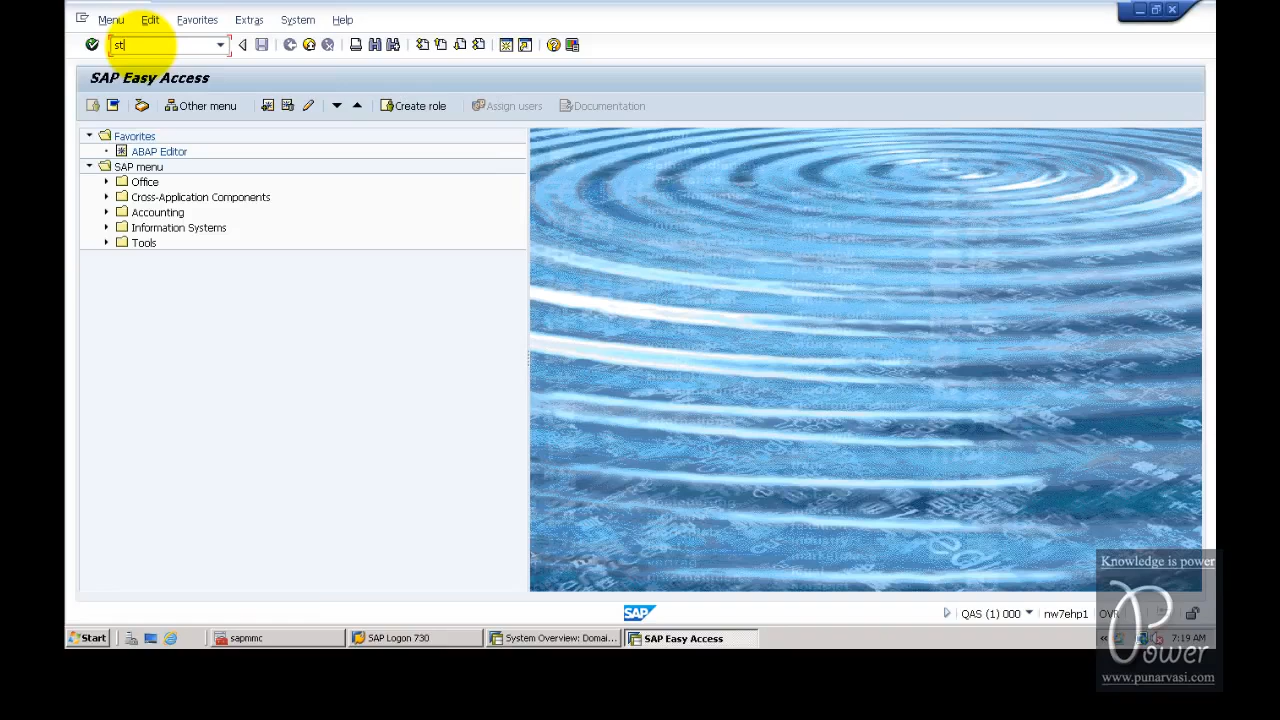 Menu Edit Favorites Extras System Help
st
SAP Easy Access
Other menu Create role Assign users Documentation
Favorites
ABAP Editor
SAP menu
Office
Cross-Application Components
Accounting
Information Systems
Tools
Knowledge is power
SAP QAS (1) 000 nw7ehp1 OVR
Start sapmmc SAP Logon 730 System Overview: Domai... SAP Easy Access 7:19 AM
Power
www.punarvasi.com